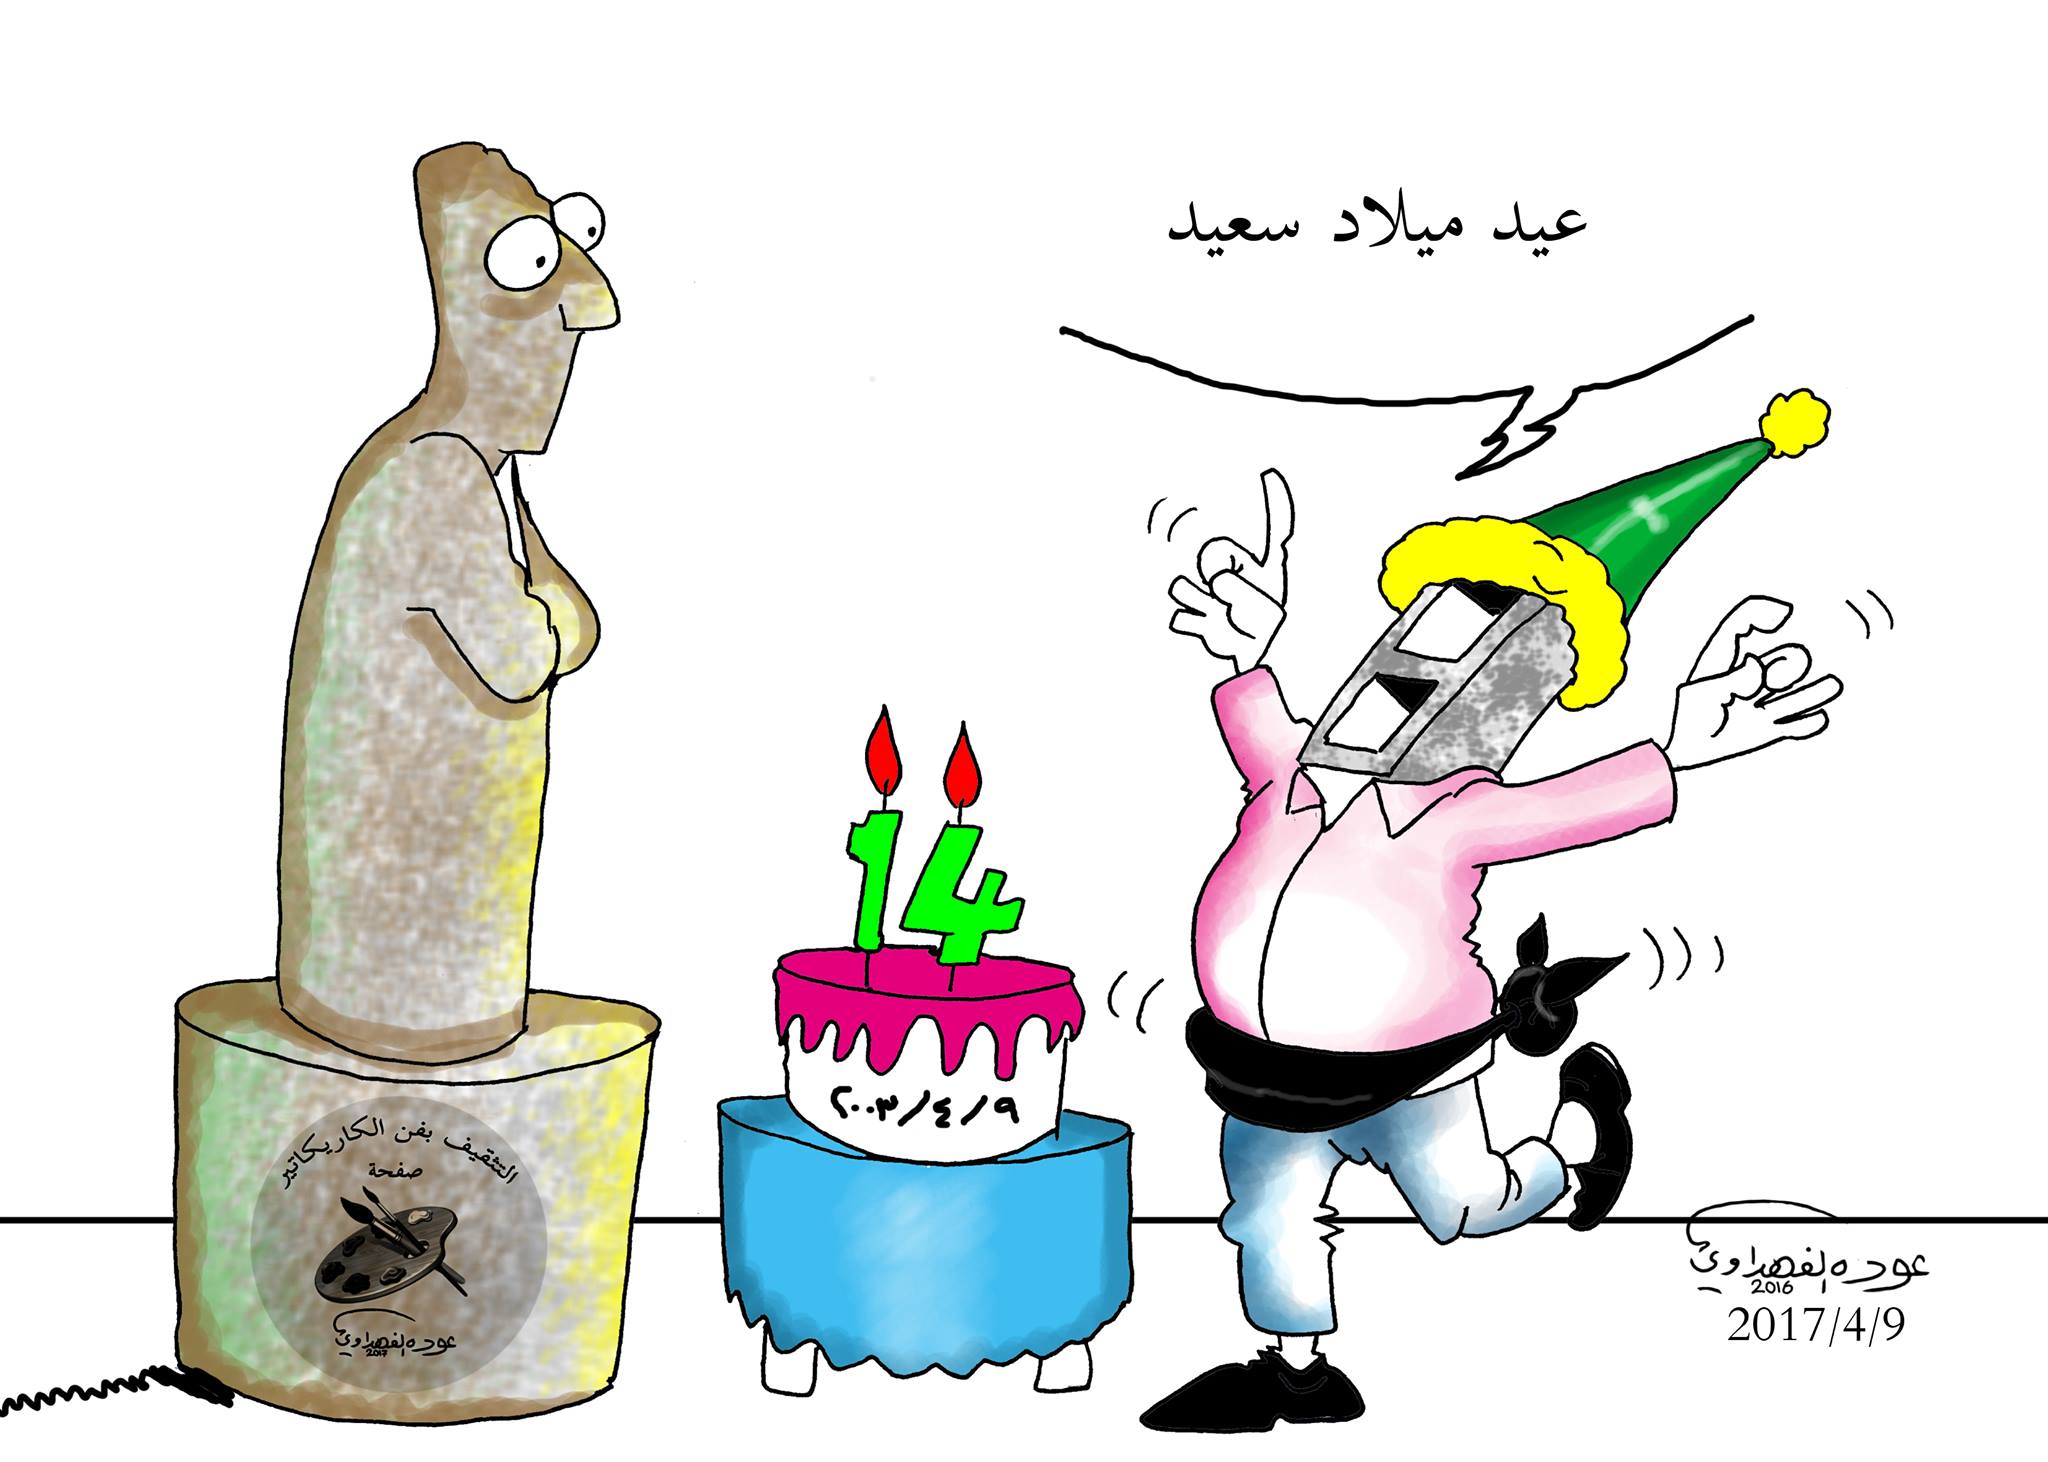 عيد ميلاد سعيد
14
٢٠٠٣/٤/٩
التثقيف بفن الكاريكاتير
صفحة
عوده الفهداوي
2017
عوده الفهداوي
2016
2017/4/9